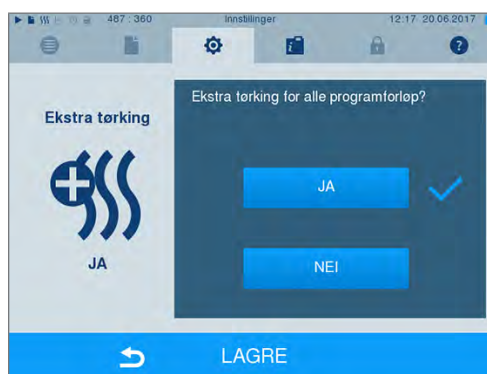 487 : 360 Innstillinger 12:17 20.06.2017
Ekstra tørking for alle programforløp?
Ekstra tørking
JA
JA
NEI
LAGRE